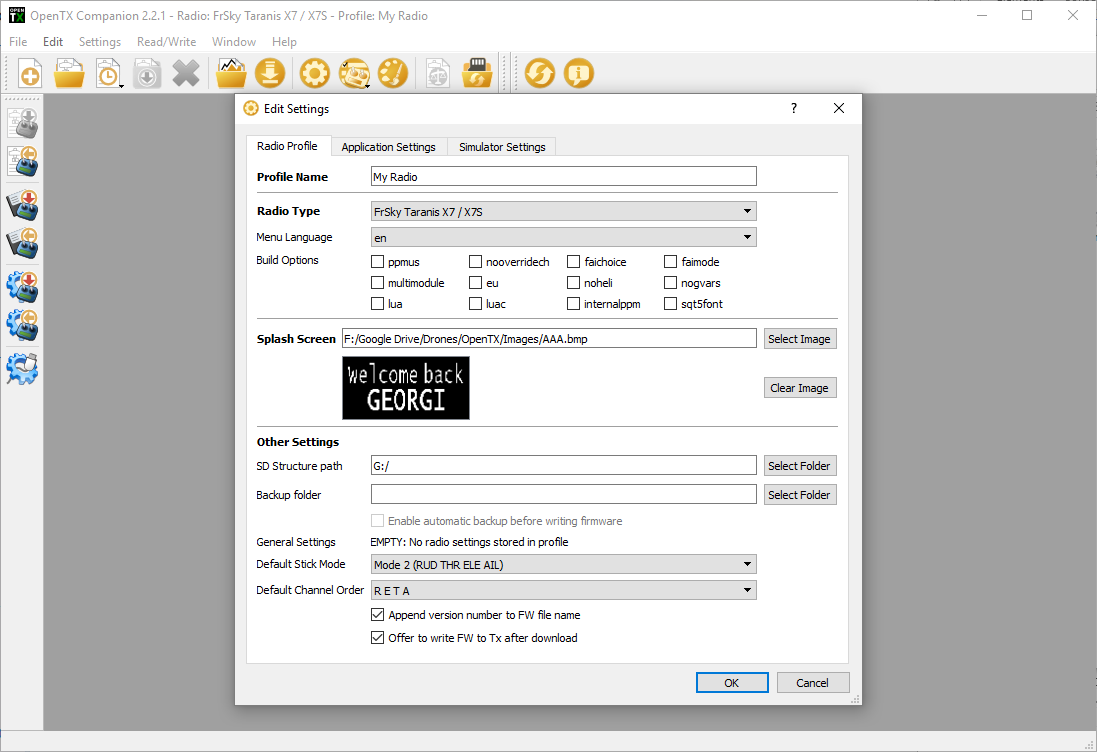 OPEN TX OpenTX Companion 2.2.1 - Radio: FrSky Taranis X7 / X7S - Profile: My Radio
File Edit Settings Read/Write Window Help
Edit Settings ?
Radio Profile Application Settings Simulator Settings
Profile Name My Radio
Radio Type FrSky Taranis X7 / X7S
Menu Language en
Build Options ppmus nooverridech faichoice faimode
multimodule eu noheli nogvars
lua luac internalppm sqt5font
Splash Screen F:/Google Drive/Drones/OpenTX/Images/AAA.bmp Select Image
welcome back
GEORGI
Clear Image
Other Settings
SD Structure path G:/ Select Folder
Backup folder Select Folder
Enable automatic backup before writing firmware
General Settings EMPTY: No radio settings stored in profile
Default Stick Mode Mode 2 (RUD THR ELE AIL)
Default Channel Order R E T A
Append version number to FW file name
Offer to write FW to Tx after download
OK Cancel